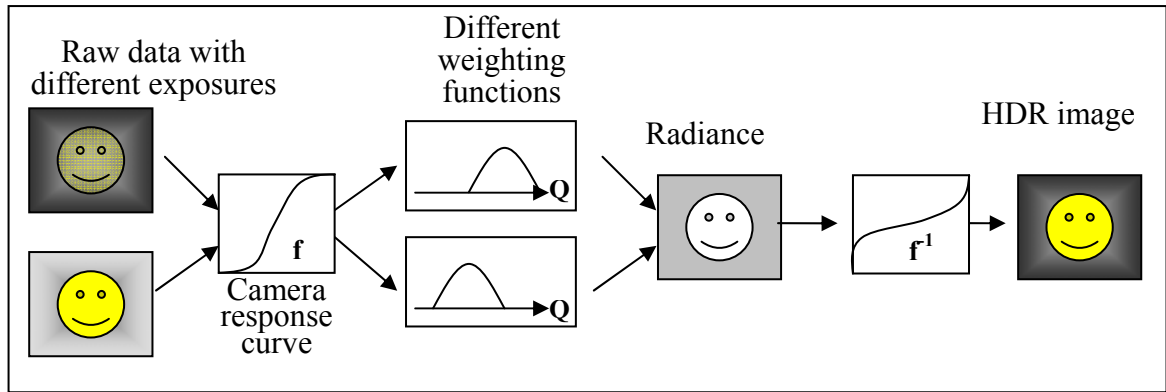 Raw data with
different exposures
Different
weighting
functions
Q
Q
f
Camera
response
curve
Radiance
f-1
HDR image